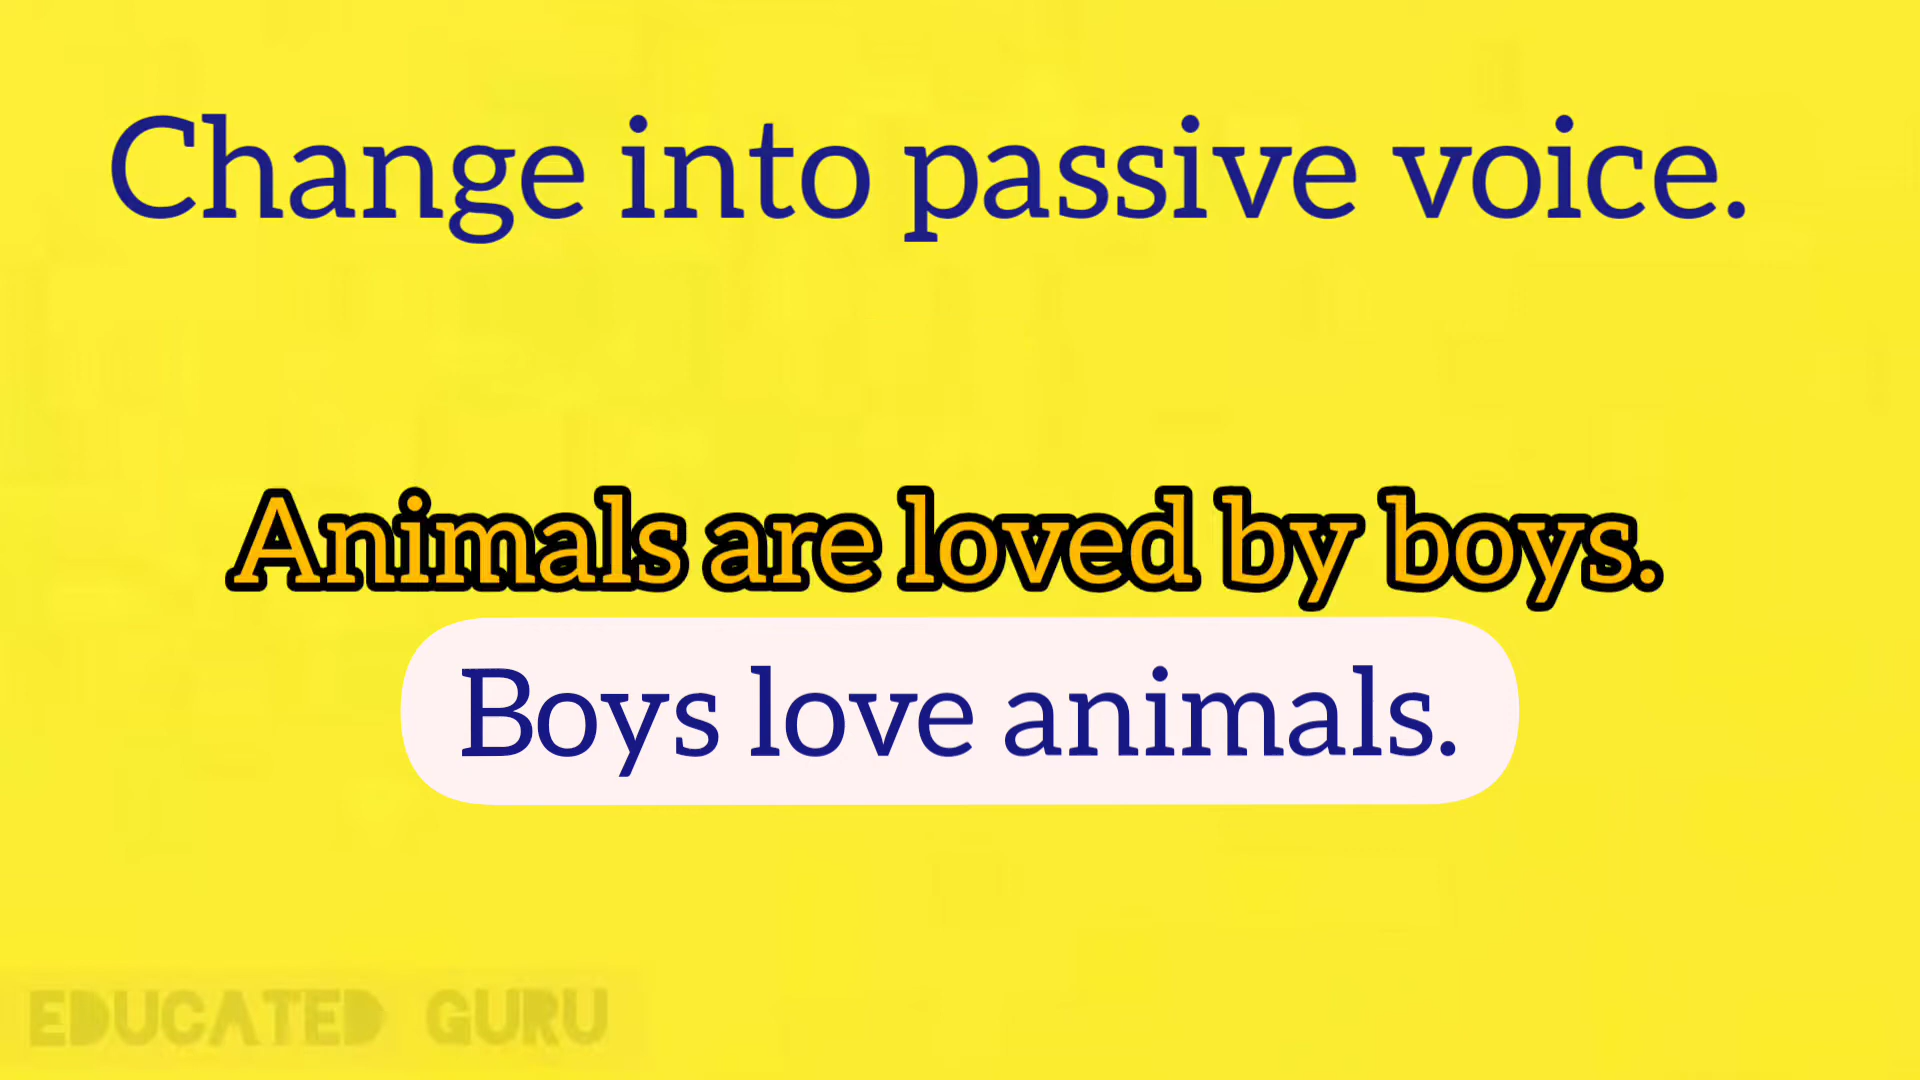 Change into passive voice.
Animals are loved by boys.
Boys love animals.
EDUCATED GURU